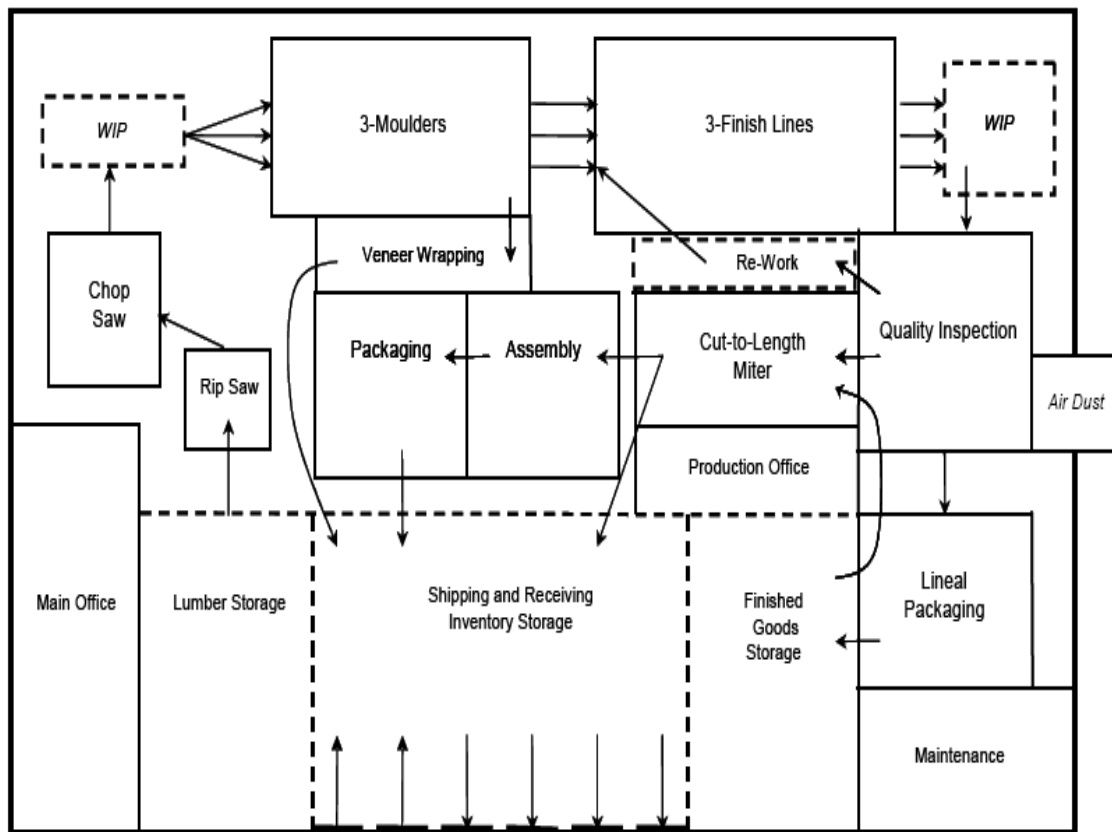 WIP
3-Moulders
3-Finish Lines
WIP
Veneer Wrapping
Re-Work
Chop
Saw
Packaging
Assembly
Cut-to-Length
Miter
Quality Inspection
Rip Saw
Air Dust
Production Office
Main Office
Lumber Storage
Shipping and Receiving
Inventory Storage
Finished
Goods
Storage
Lineal
Packaging
Maintenance